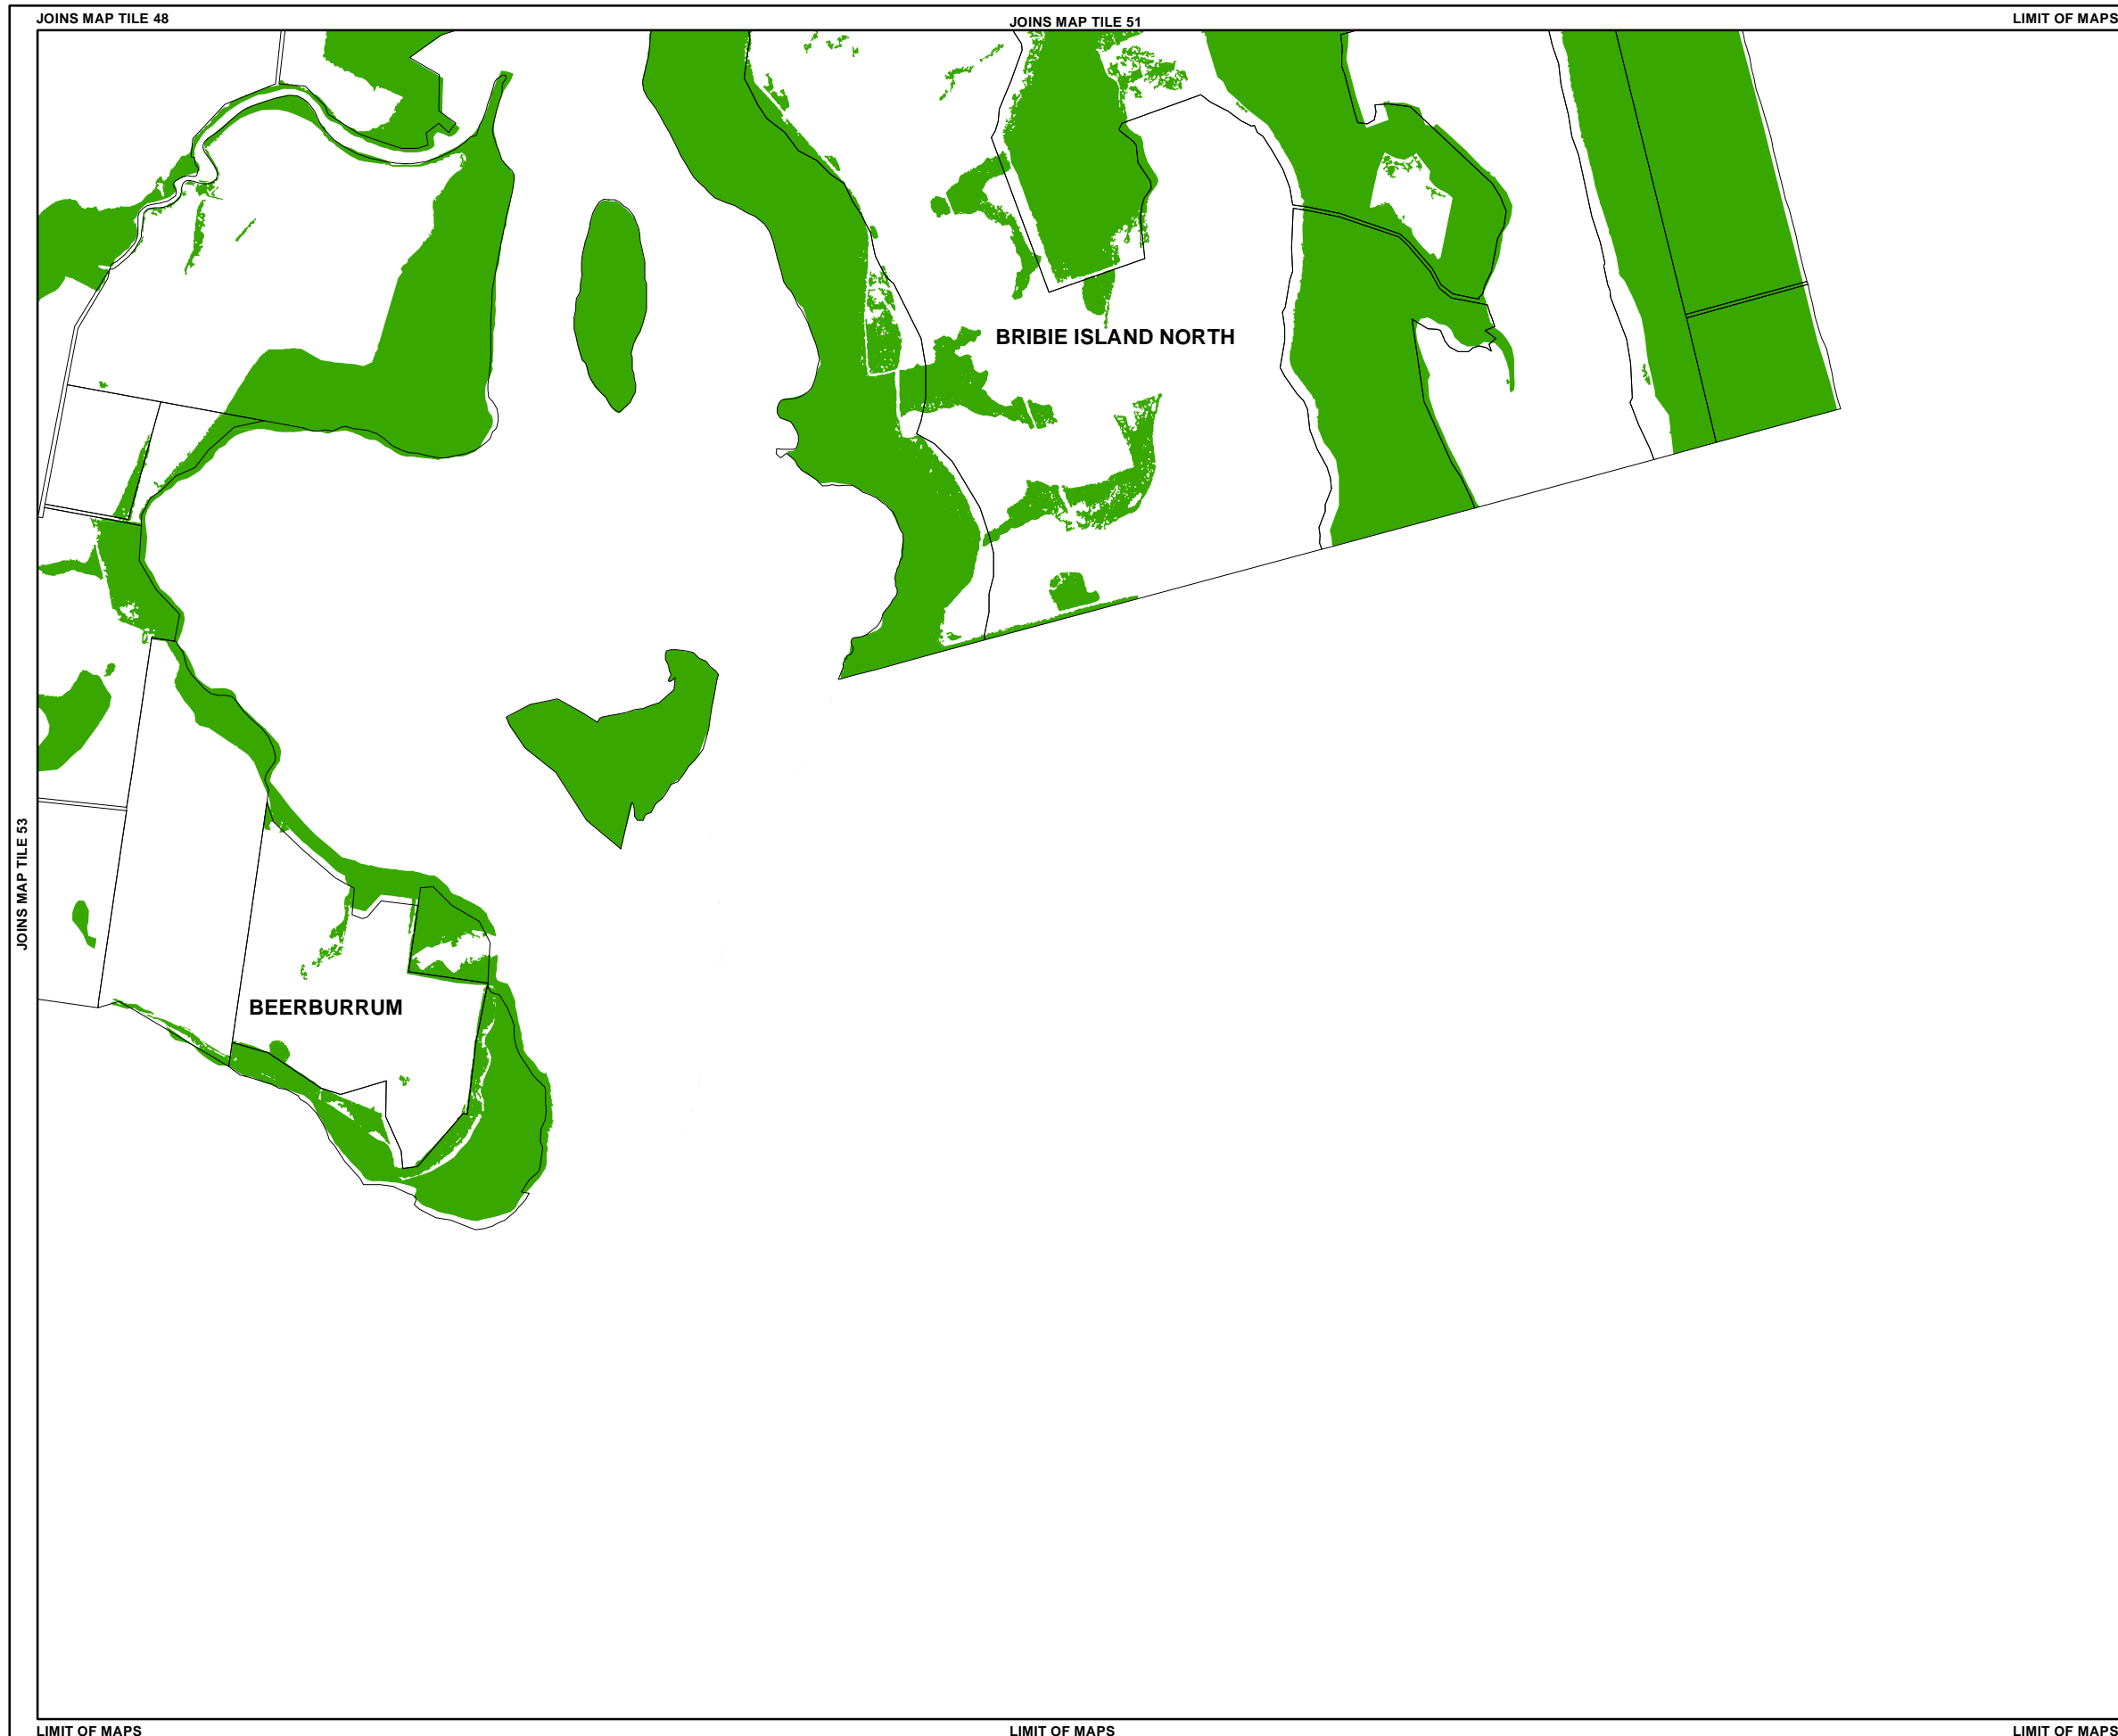 JOINS MAP TILE 48
JOINS MAP TILE 51
LIMIT OF MAPS
BRIBIE ISLAND NORTH
JOINS MAP TILE 53
BEERBURRUM
LIMIT OF MAPS
LIMIT OF MAPS
LIMIT OF MAPS